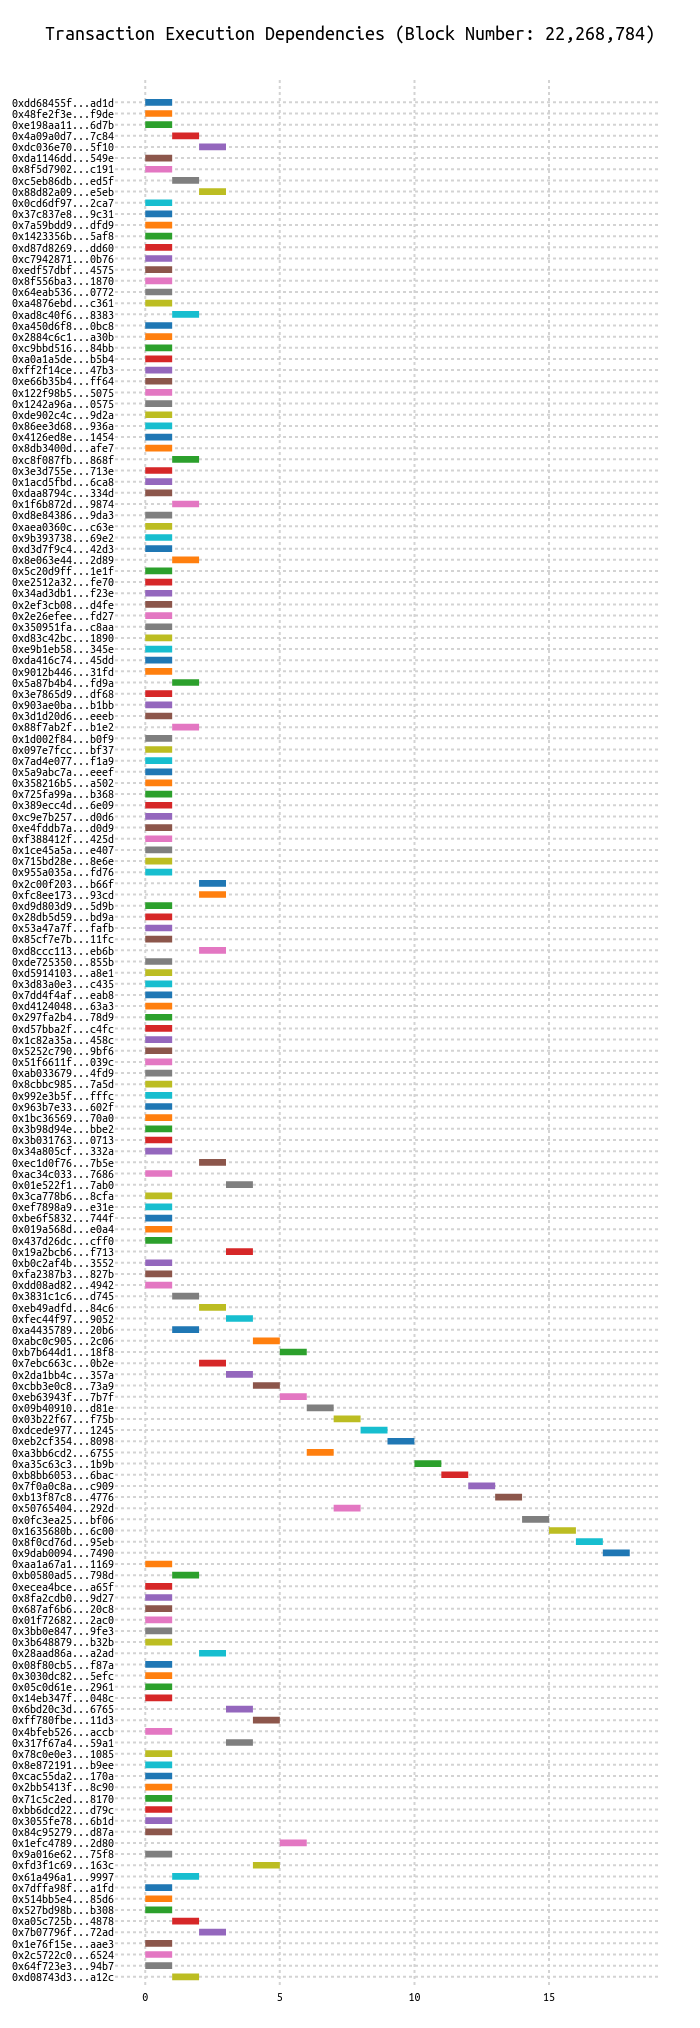 Transaction Execution Dependencies (Block Number: 22,268,784)
0xdd68455f...ad1d
0x48fe2f3e...f9de
0xe198aa11...6d7b
0x4a09a0d7...7c84
0xdc036e70...5f10
0xda1146dd...549e
0x8f5d7902...c191
0xc5eb86db...ed5f
0x88d82a09...e5eb
0x0cd6df97...2ca7
0x37c837e8...9c31
0x7a59bdd9...dfd9
0x1423356b...5af8
0xd87d8269...dd60
0xc7942871...0b76
0xedf57dbf...4575
0x8f556ba3...1870
0x64eab536...0772
0xa4876ebd...c361
0xad8c40f6...8383
0xa450d6f8...0bc8
0x2884c6c1...a30b
0xc9bbd516...84bb
0xa0a1a5de...b5b4
0xff2f14ce...47b3
0xe66b35b4...ff64
0x122f98b5...5075
0x1242a96a...0575
0xde902c4c...9d2a
0x86ee3d68...936a
0x4126ed8e...1454
0x8db3400d...afe7
0xc8f087fb...868f
0x3e3d755e...713e
0x1acd5fbd...6ca8
0xdaa8794c...334d
0x1f6b872d...9874
0xd8e84386...9da3
0xaea0360c...c63e
0x9b393738...69e2
0xd3d7f9c4...42d3
0x8e063e44...2d89
0x5c20d9ff...1e1f
0xe2512a32...fe70
0x34ad3db1...f23e
0x2ef3cb08...d4fe
0x2e26efee...fd27
0x350951fa...c8aa
0xd83c42bc...1890
0xe9b1eb58...345e
0xda416c74...45dd
0x9012b446...31fd
0x5a87b4b4...fd9a
0x3e7865d9...df68
0x903ae0ba...b1bb
0x3d1d20d6...eeeb
0x88f7ab2f...b1e2
0x1d002f84...b0f9
0x097e7fcc...bf37
0x7ad4e077...f1a9
0x5a9abc7a...eeef
0x358216b5...a502
0x725fa99a...b368
0x389ecc4d...6e09
0xc9e7b257...d0d6
0xe4fddb7a...d0d9
0xf388412f...425d
0x1ce45a5a...e407
0x715bd28e...8e6e
0x955a035a...fd76
0x2c00f203...b66f
0xfc8ee173...93cd
0xd9d803d9...5d9b
0x28db5d59...bd9a
0x53a47a7f...fafb
0x85cf7e7b...11fc
0xd8ccc113...eb6b
0xde725350...855b
0xd5914103...a8e1
0x3d83a0e3...c435
0x7dd4f4af...eab8
0xd4124048...63a3
0x297fa2b4...78d9
0xd57bba2f...c4fc
0x1c82a35a...458c
0x5252c790...9bf6
0x51f6611f...039c
0xab033679...4fd9
0x8cbbc985...7a5d
0x992e3b5f...fffc
0x963b7e33...602f
0x1bc36569...70a0
0x3b98d94e...bbe2
0x3b031763...0713
0x34a805cf...332a
0xec1d0f76...7b5e
0xac34c033...7686
0x01e522f1...7ab0
0x3ca778b6...8cfa
0xef7898a9...e31e
0xbe6f5832...744f
0x019a568d...e0a4
0x437d26dc...cff0
0x19a2bcb6...f713
0xb0c2af4b...3552
0xfa2387b3...827b
0xdd08ad82...4942
0x3831c1c6...d745
0xeb49adfd...84c6
0xfec44f97...9052
0xa4435789...20b6
0xabc0c905...2c06
0xb7b644d1...18f8
0x7ebc663c...0b2e
0x2da1bb4c...357a
0xcbb3e0c8...73a9
0xeb63943f...7b7f
0x09b40910...d81e
0x03b22f67...f75b
0xdcede977...1245
0xeb2cf354...8098
0xa3bb6cd2...6755
0xa35c63c3...1b9b
0xb8bb6053...6bac
0x7f0a0c8a...c909
0xb13f87c8...4776
0x50765404...292d
0x0fc3ea25...bf06
0x1635680b...6c00
0x8f0cd76d...95eb
0x9dab0094...7490
0xaa1a67a1...1169
0xb0580ad5...798d
0xecea4bce...a65f
0x8fa2cdb0...9d27
0x687af6b6...20c8
0x01f72682...2ac0
0x3bb0e847...9fe3
0x3b648879...b32b
0x28aad86a...a2ad
0x08f80cb5...f87a
0x3030dc82...5efc
0x05c0d61e...2961
0x14eb347f...048c
0x6bd20c3d...6765
0xff780fbe...11d3
0x4bfeb526...accb
0x317f67a4...59a1
0x78c0e0e3...1085
0x8e872191...b9ee
0xcac55da2...170a
0x2bb5413f...8c90
0x71c5c2ed...8170
0xbb6dcd22...d79c
0x3055fe78...6b1d
0x84c95279...d87a
0x1efc4789...2d80
0x9a016e62...75f8
0xfd3f1c69...163c
0x61a496a1...9997
0x7dffa98f...a1fd
0x514bb5e4...85d6
0x527bd98b...b308
0xa05c725b...4878
0x7b07796f...72ad
0x1e76f15e...aae3
0x2c5722c0...6524
0x64f723e3...94b7
0xd08743d3...a12c
0 5 10 15